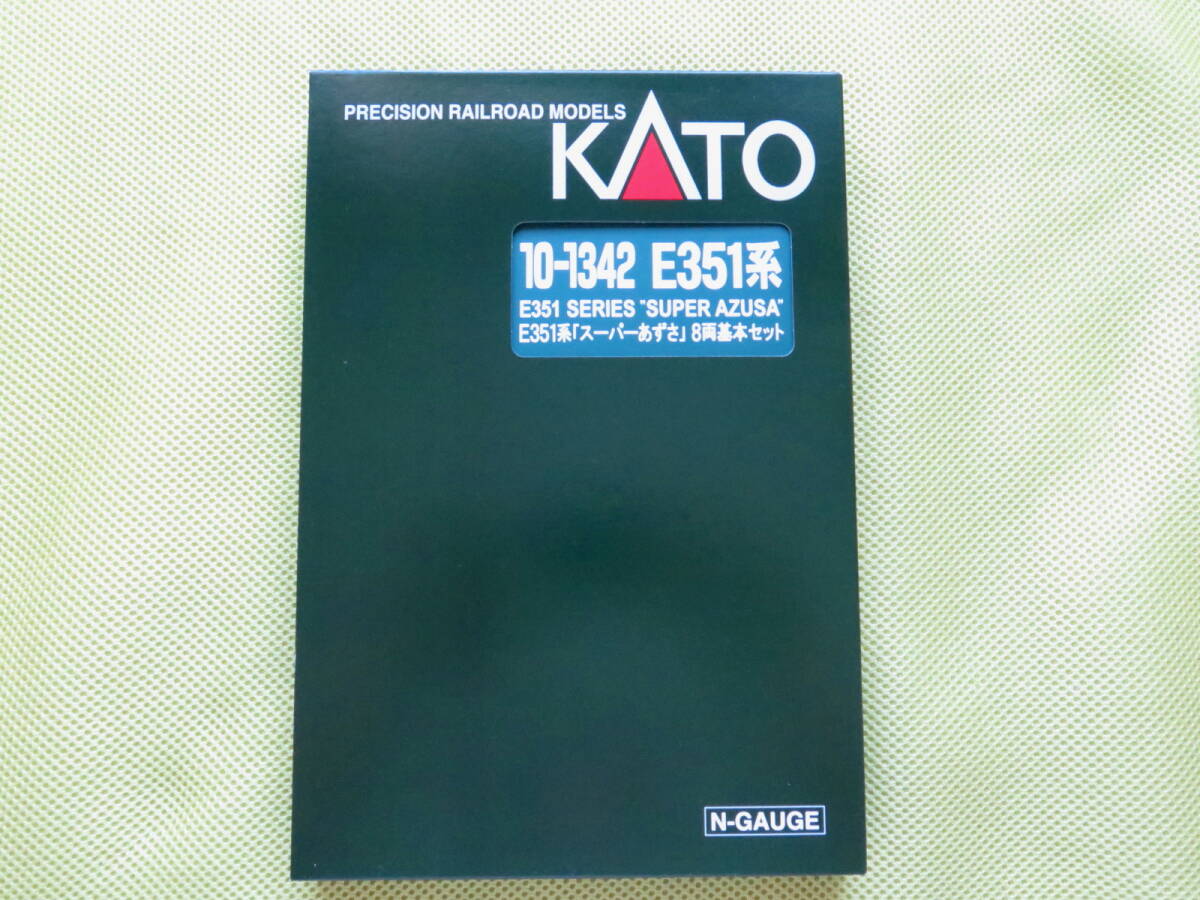 PRECISION RAILROAD MODELS
KATO
10-1342 E351系
E351 SERIES "SUPER AZUSA"
E351系「スーパーあずさ」 8両基本セット
N-GAUGE